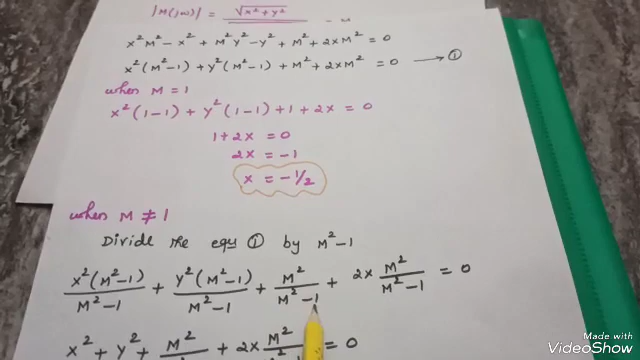 |M(jω)| = √x²+y²
x²M² - x² + M²y² - y² + M² + 2xM² = 0
x²(M²-1) + y²(M²-1) + M² + 2xM² = 0 ⟶ ①
when M = 1
x²(1-1) + y²(1-1) + 1 + 2x = 0
1 + 2x = 0
2x = -1
x = -1/2
when M ≠ 1
Divide the equ ① by M²-1
x²(M²-1)/M²-1 + y²(M²-1)/M²-1 + M²/M²-1 + 2x M²/M²-1 = 0
x² + y² + M² + 2x M² = 0
Made with
VivaVideo